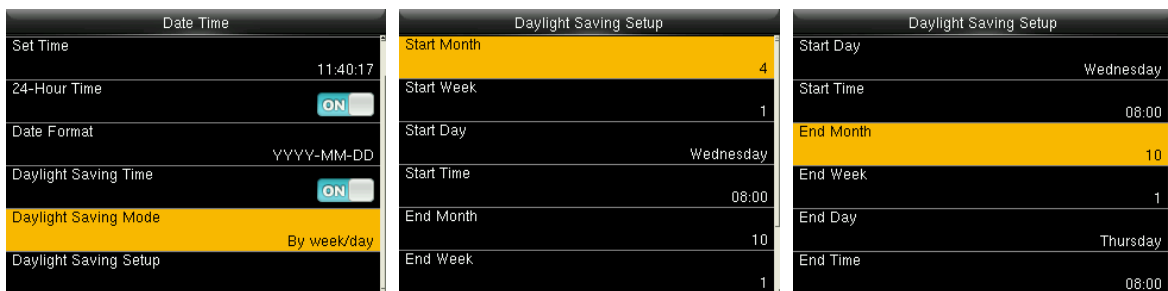 Date Time
Set Time
11:40:17
24-Hour Time
ON
Date Format
YYYY-MM-DD
Daylight Saving Time
ON
Daylight Saving Mode
By week/day
Daylight Saving Setup
Daylight Saving Setup
Start Month
4
Start Week
1
Start Day
Wednesday
Start Time
08:00
End Month
10
End Week
1
Daylight Saving Setup
Start Day
Wednesday
Start Time
08:00
End Month
10
End Week
1
End Day
Thursday
End Time
08:00